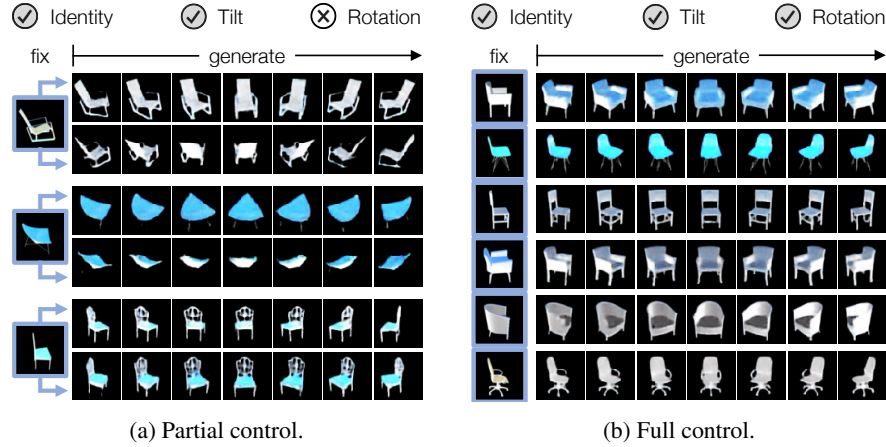 Identity Tilt Rotation
fix generate
(a) Partial control.
Identity Tilt Rotation
fix generate
(b) Full control.